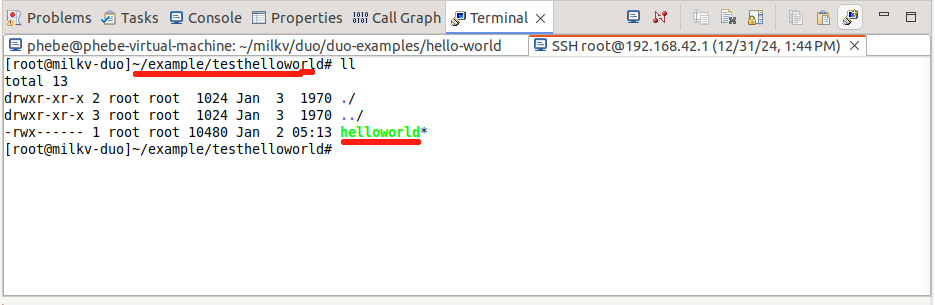 Problems Tasks Console Properties Call Graph Terminal
phebe@phebe-virtual-machine: ~/milkv/duo/duo-examples/hello-world SSH root@192.168.42.1 (12/31/24, 1:44 PM)
[root@milkv-duo]~/example/testhelloworld# ll
total 13
drwxr-xr-x 2 root root  1024 Jan  3  1970 ./
drwxr-xr-x 3 root root  1024 Jan  3  1970 ../
-rwx------ 1 root root 10480 Jan  2 05:13 helloworld*
[root@milkv-duo]~/example/testhelloworld#